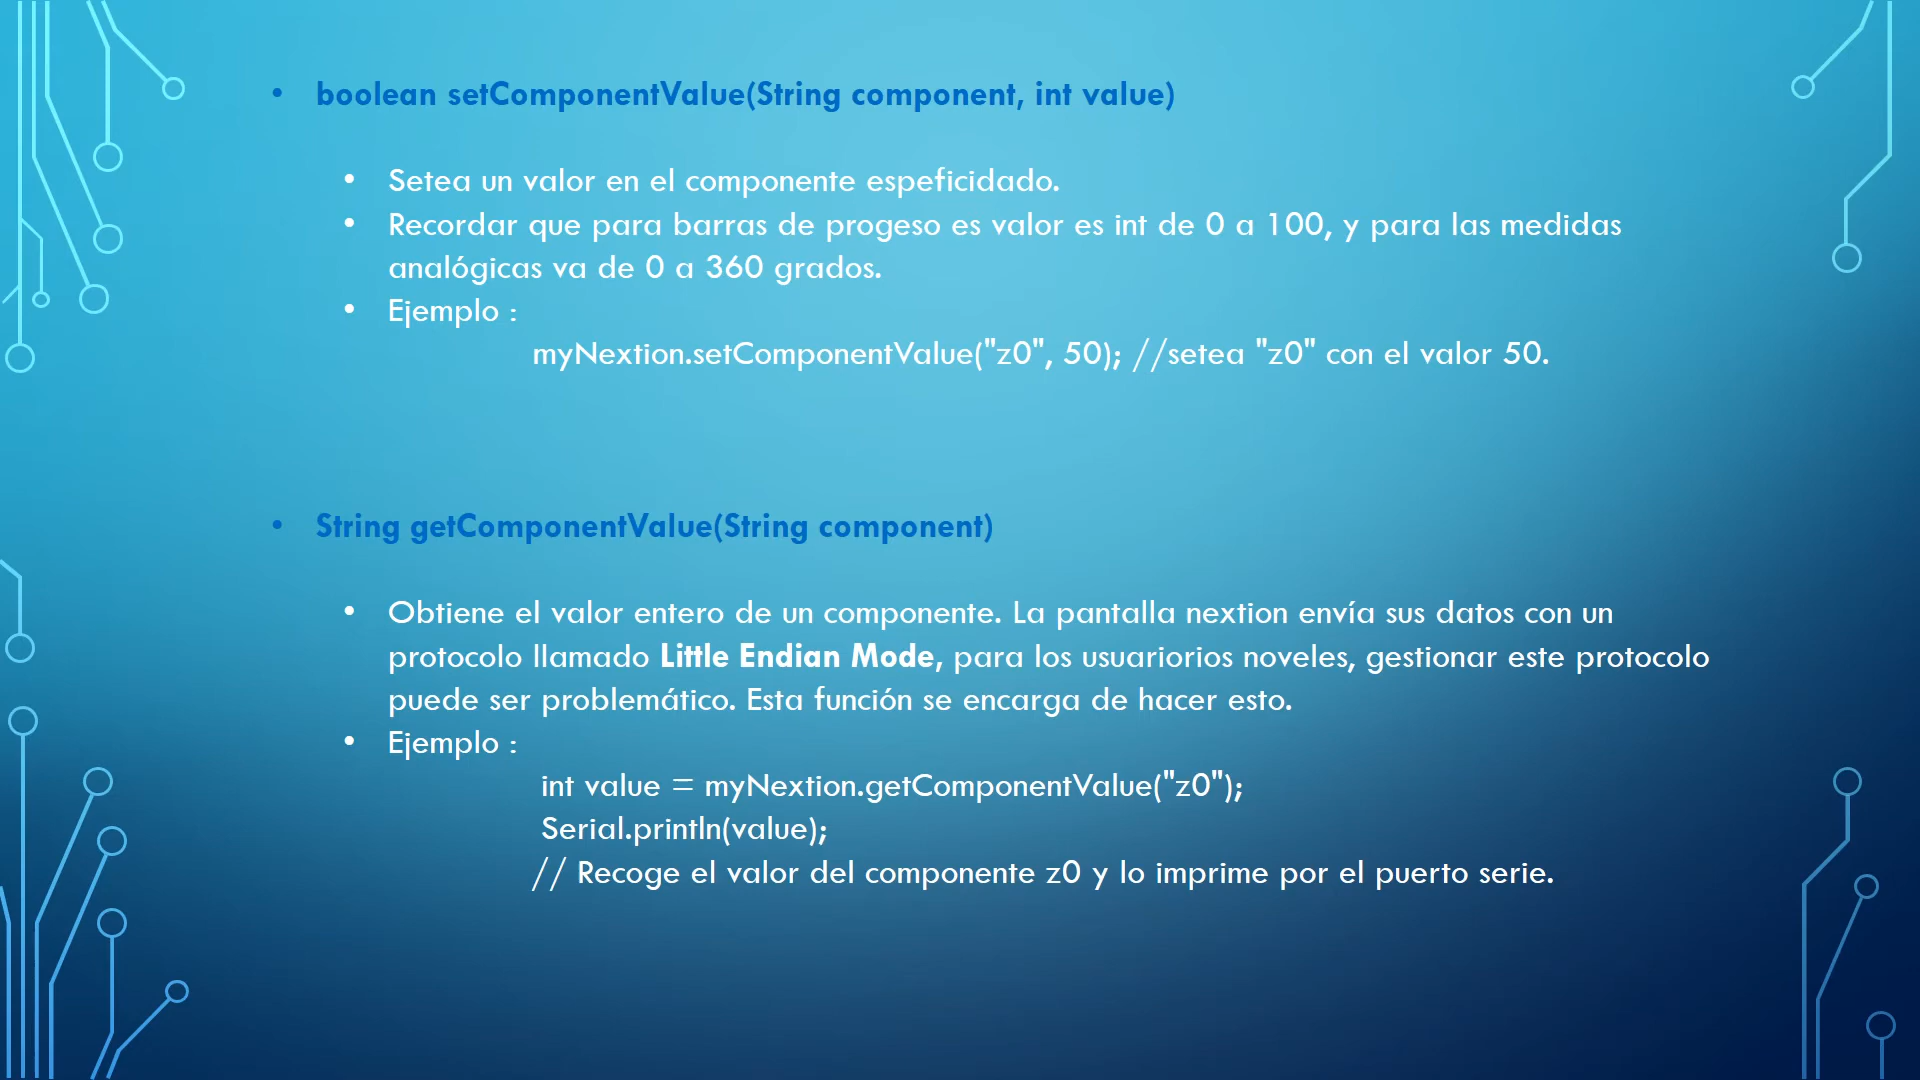 • boolean setComponentValue(String component, int value)
• Setea un valor en el componente espeficidado.
• Recordar que para barras de progeso es valor es int de 0 a 100, y para las medidas
analógicas va de 0 a 360 grados.
• Ejemplo :
myNextion.setComponentValue("z0", 50); //setea "z0" con el valor 50.
• String getComponentValue(String component)
• Obtiene el valor entero de un componente. La pantalla nextion envía sus datos con un
protocolo llamado Little Endian Mode, para los usuariorios noveles, gestionar este protocolo
puede ser problemático. Esta función se encarga de hacer esto.
• Ejemplo :
int value = myNextion.getComponentValue("z0");
Serial.println(value);
// Recoge el valor del componente z0 y lo imprime por el puerto serie.